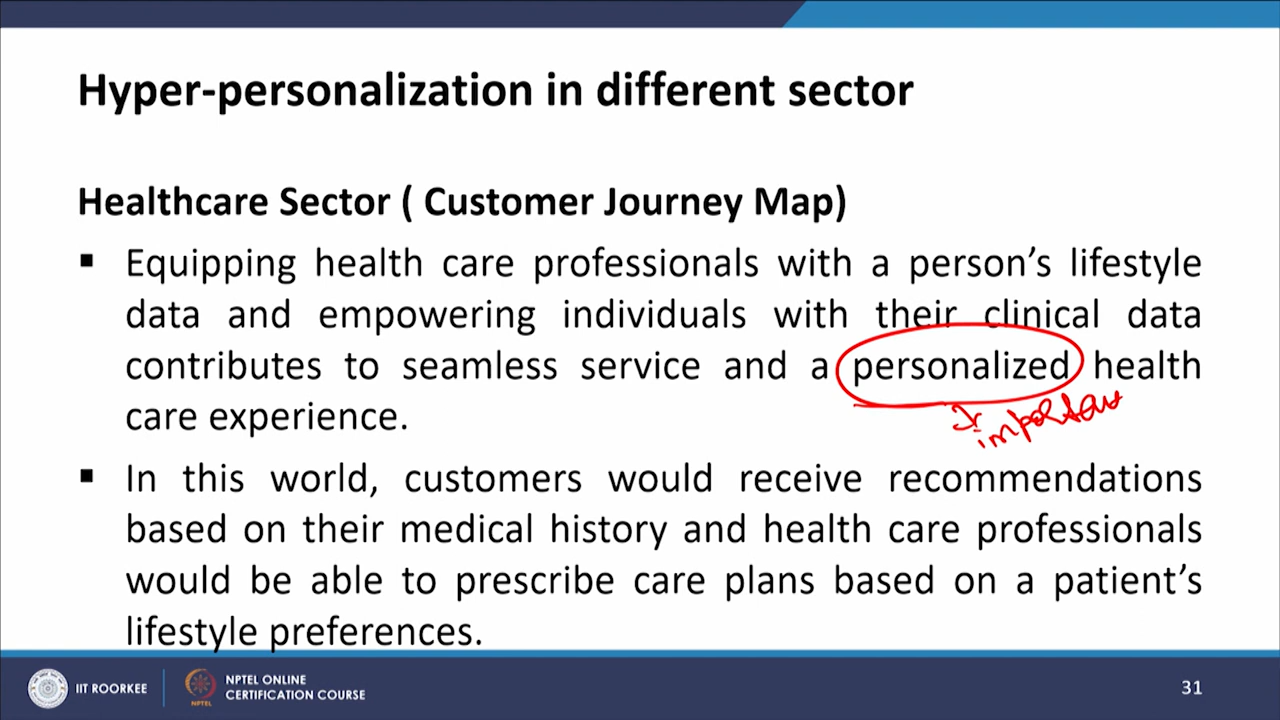 Hyper-personalization in different sector
Healthcare Sector ( Customer Journey Map)
▪ Equipping health care professionals with a person's lifestyle
data and empowering individuals with their clinical data
contributes to seamless service and a personalized health
care experience.
▪ In this world, customers would receive recommendations
based on their medical history and health care professionals
would be able to prescribe care plans based on a patient's
lifestyle preferences.
IIT ROORKEE
NPTEL
NPTEL ONLINE
CERTIFICATION COURSE
31